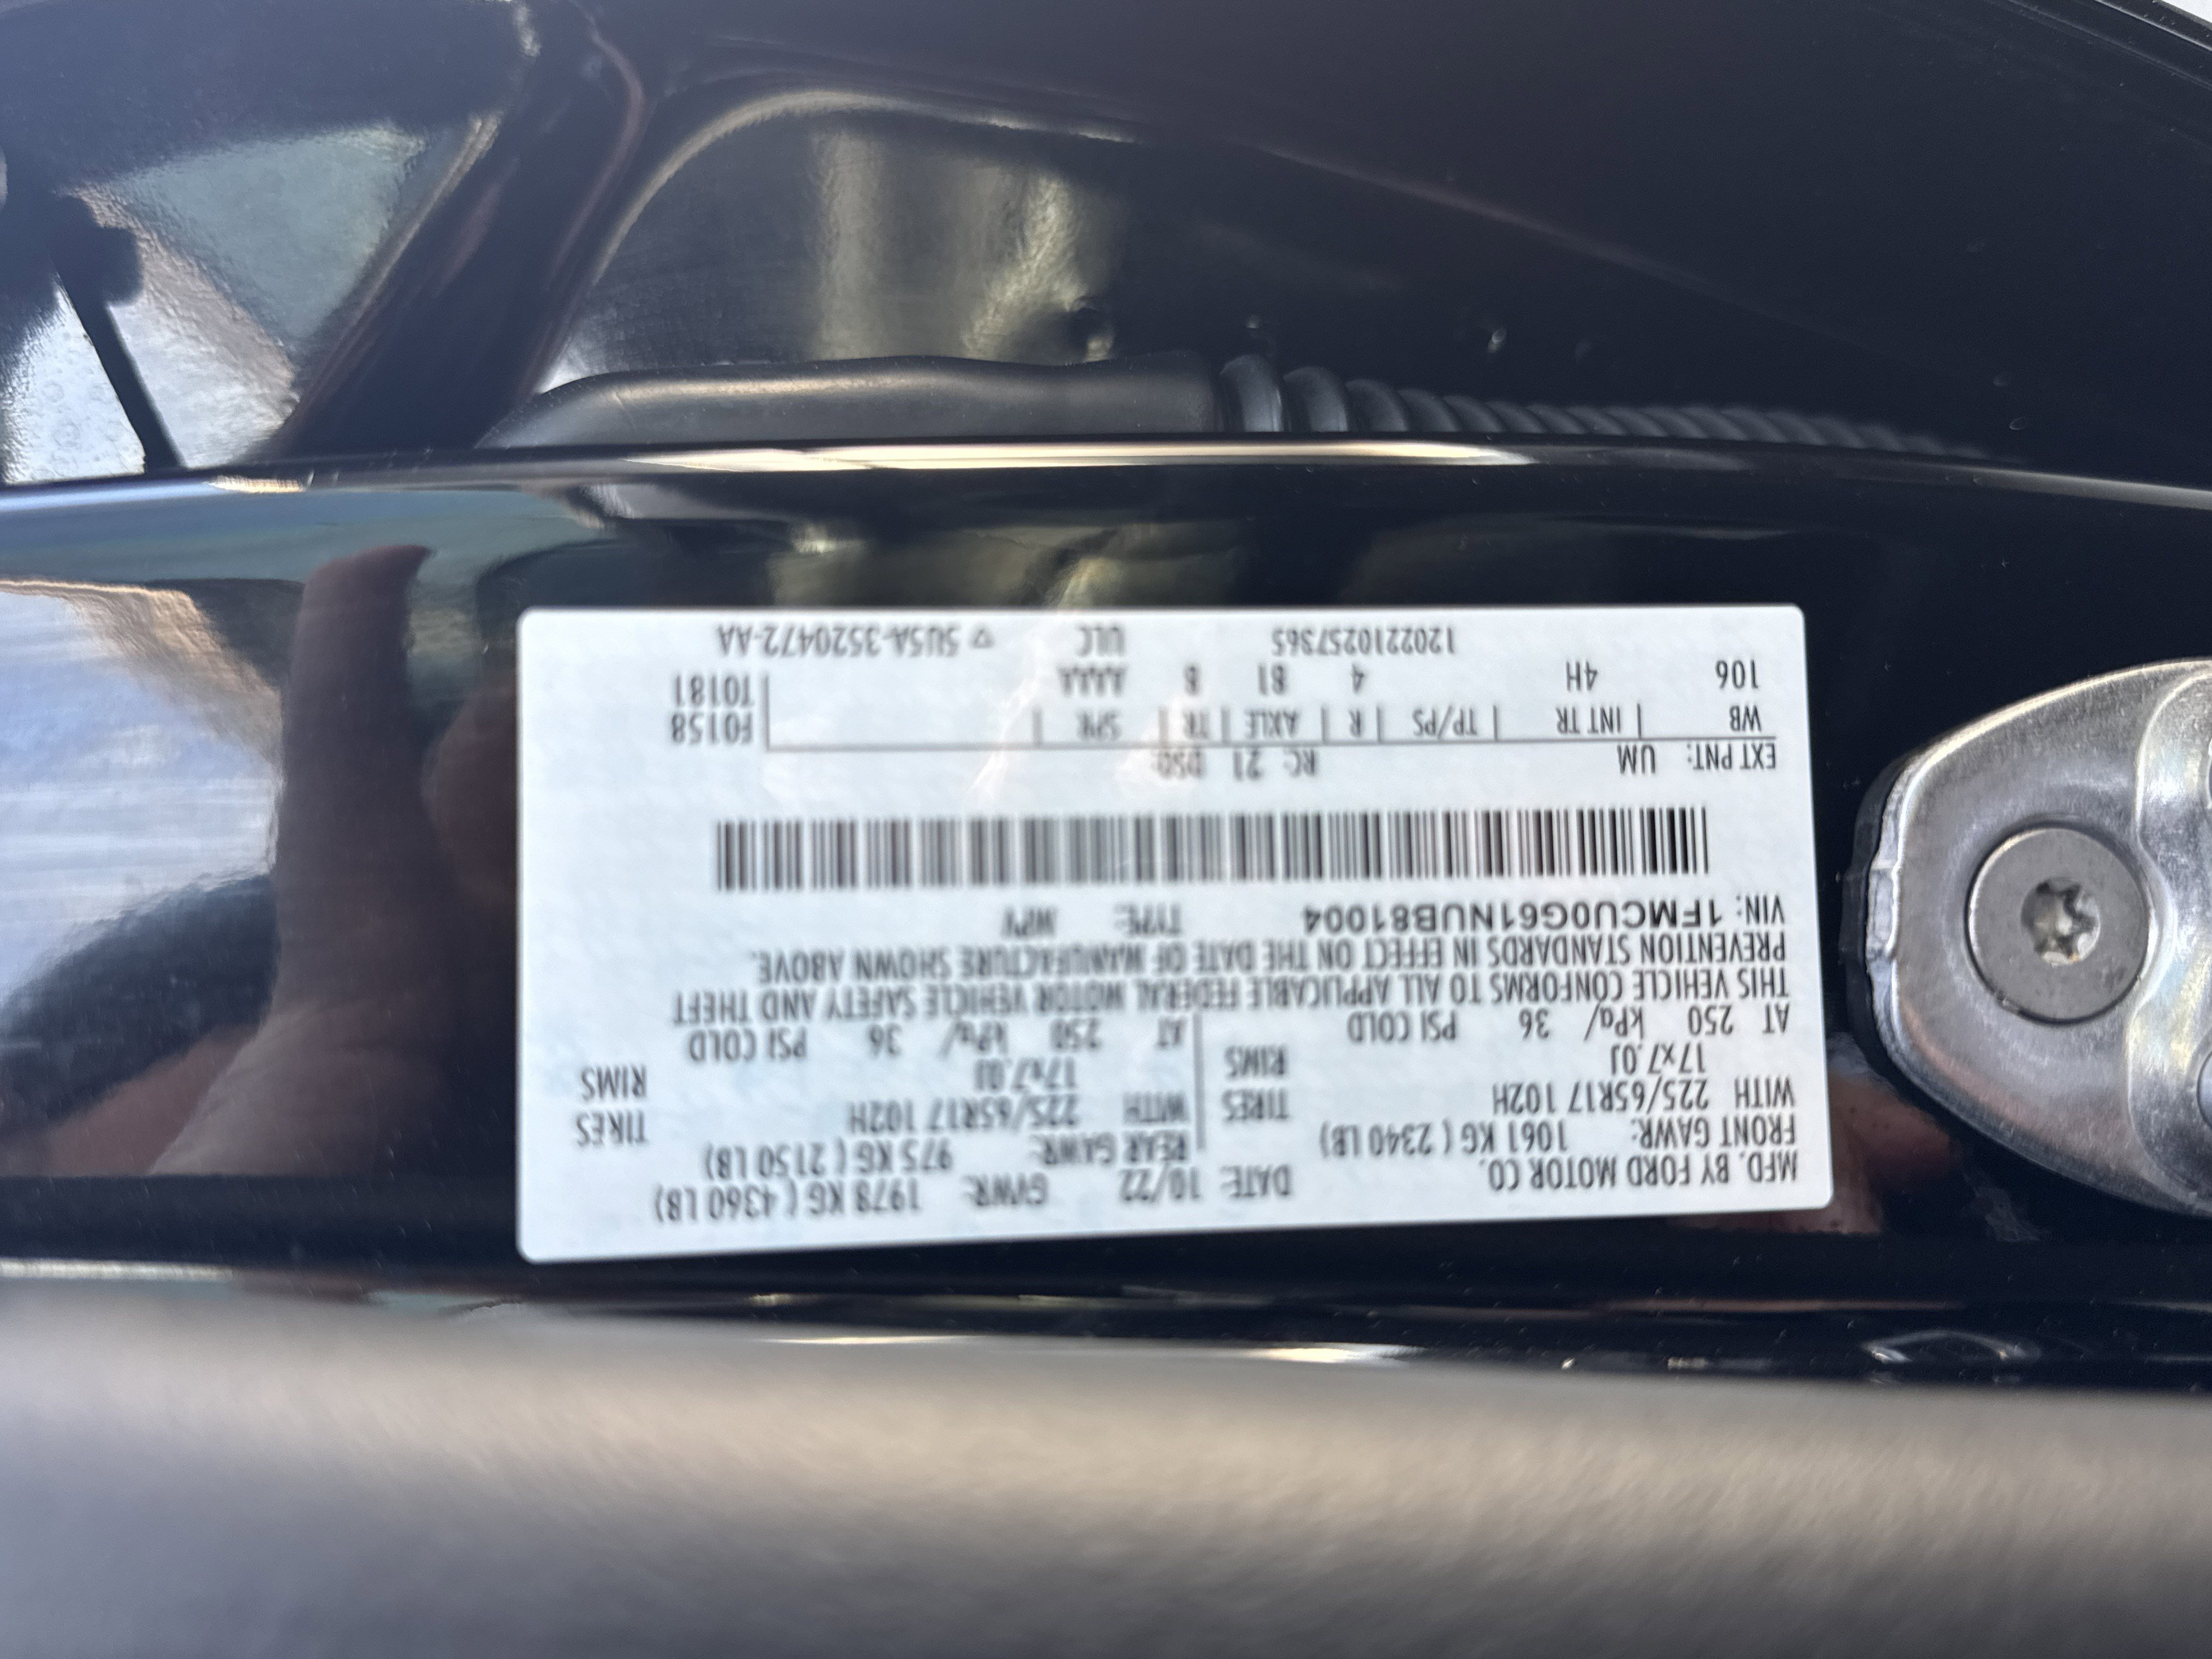 MFD. BY FORD MOTOR CO. DATE: 10/22 GVWR: 1978 KG ( 4360 LB)
FRONT GAWR: 1061 KG ( 2340 LB) REAR GAWR: 975 KG ( 2150 LB)
WITH 225/65R17 102H TIRES WITH 225/65R17 102H TIRES
17x7.0J RIMS 17x7.0J RIMS
AT 250 kPa/ 36 PSI COLD AT 250 kPa/ 36 PSI COLD
THIS VEHICLE CONFORMS TO ALL APPLICABLE FEDERAL MOTOR VEHICLE SAFETY AND THEFT
PREVENTION STANDARDS IN EFFECT ON THE DATE OF MANUFACTURE SHOWN ABOVE.
VIN: 1FMCU0G61NUB81004 TYPE: MPV
EXT PNT: UM RC: 21 DSO:
WB | INT TR | TP/PS | R | AXLE | TR | SPR | F0158
106 4H 4 81 8 AAAA T0181
1202210257365 ULC ▽ 5U5A-3520472-AA